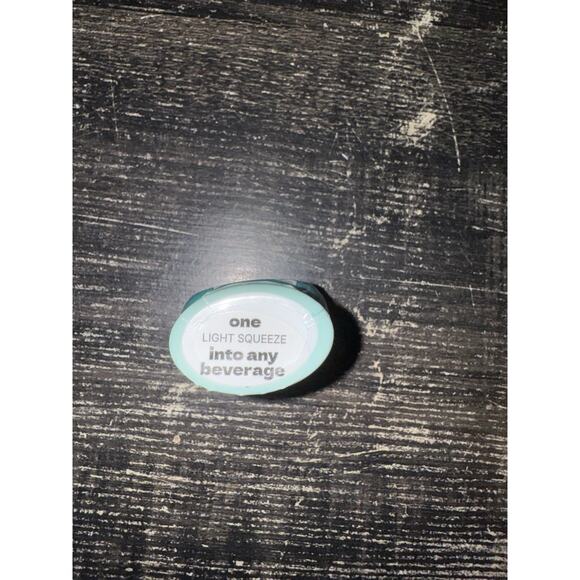 one
LIGHT SQUEEZE
into any
beverage